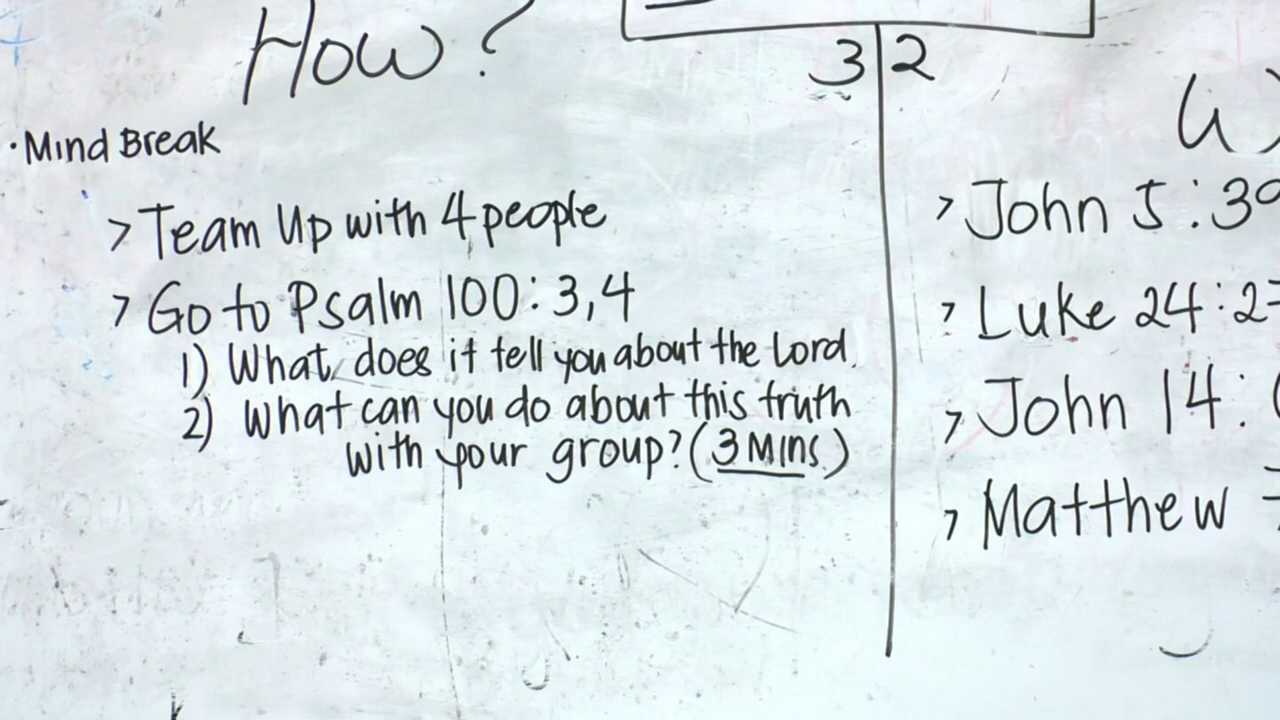 How?
3 2
· Mind Break
> Team Up with 4 people
> Go to Psalm 100:3,4
1) What does it tell you about the Lord.
2) What can you do about this truth
with your group? (3 Mins.)
> John 5:39
> Luke 24:2
> John 14:
> Matthew